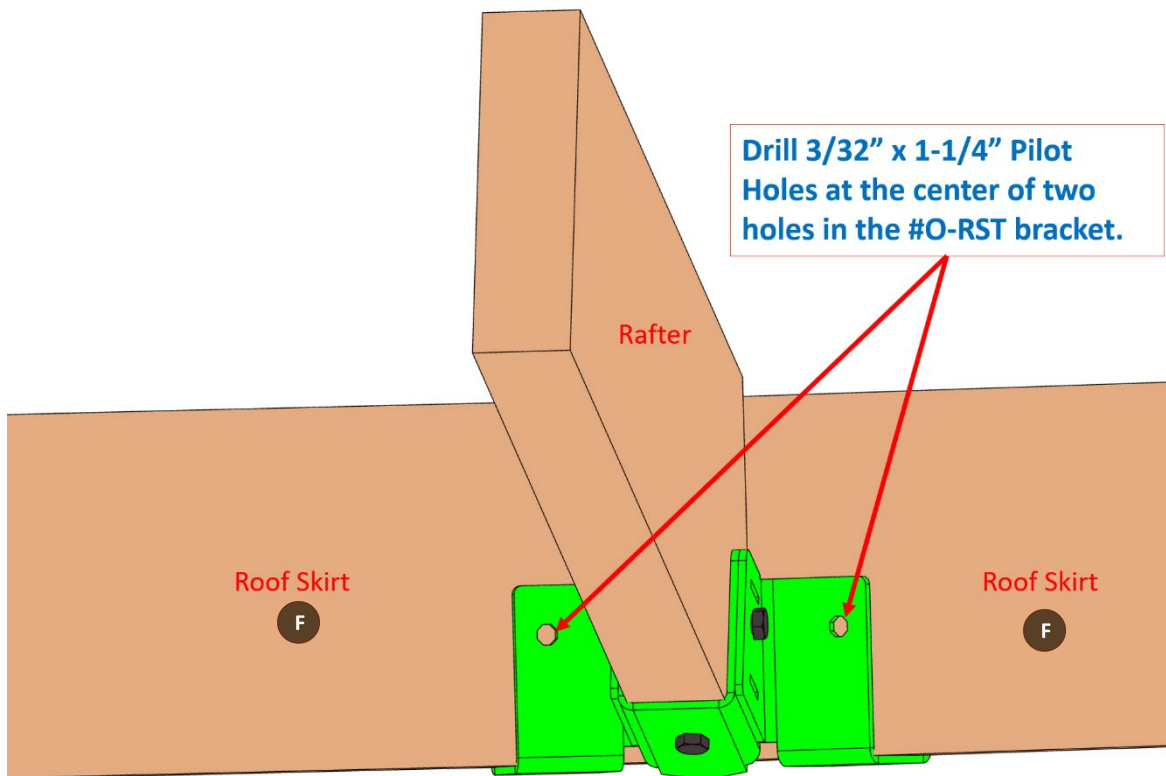 Drill 3/32” x 1-1/4” Pilot
Holes at the center of two
holes in the #O-RST bracket.
Rafter
Roof Skirt
F
Roof Skirt
F